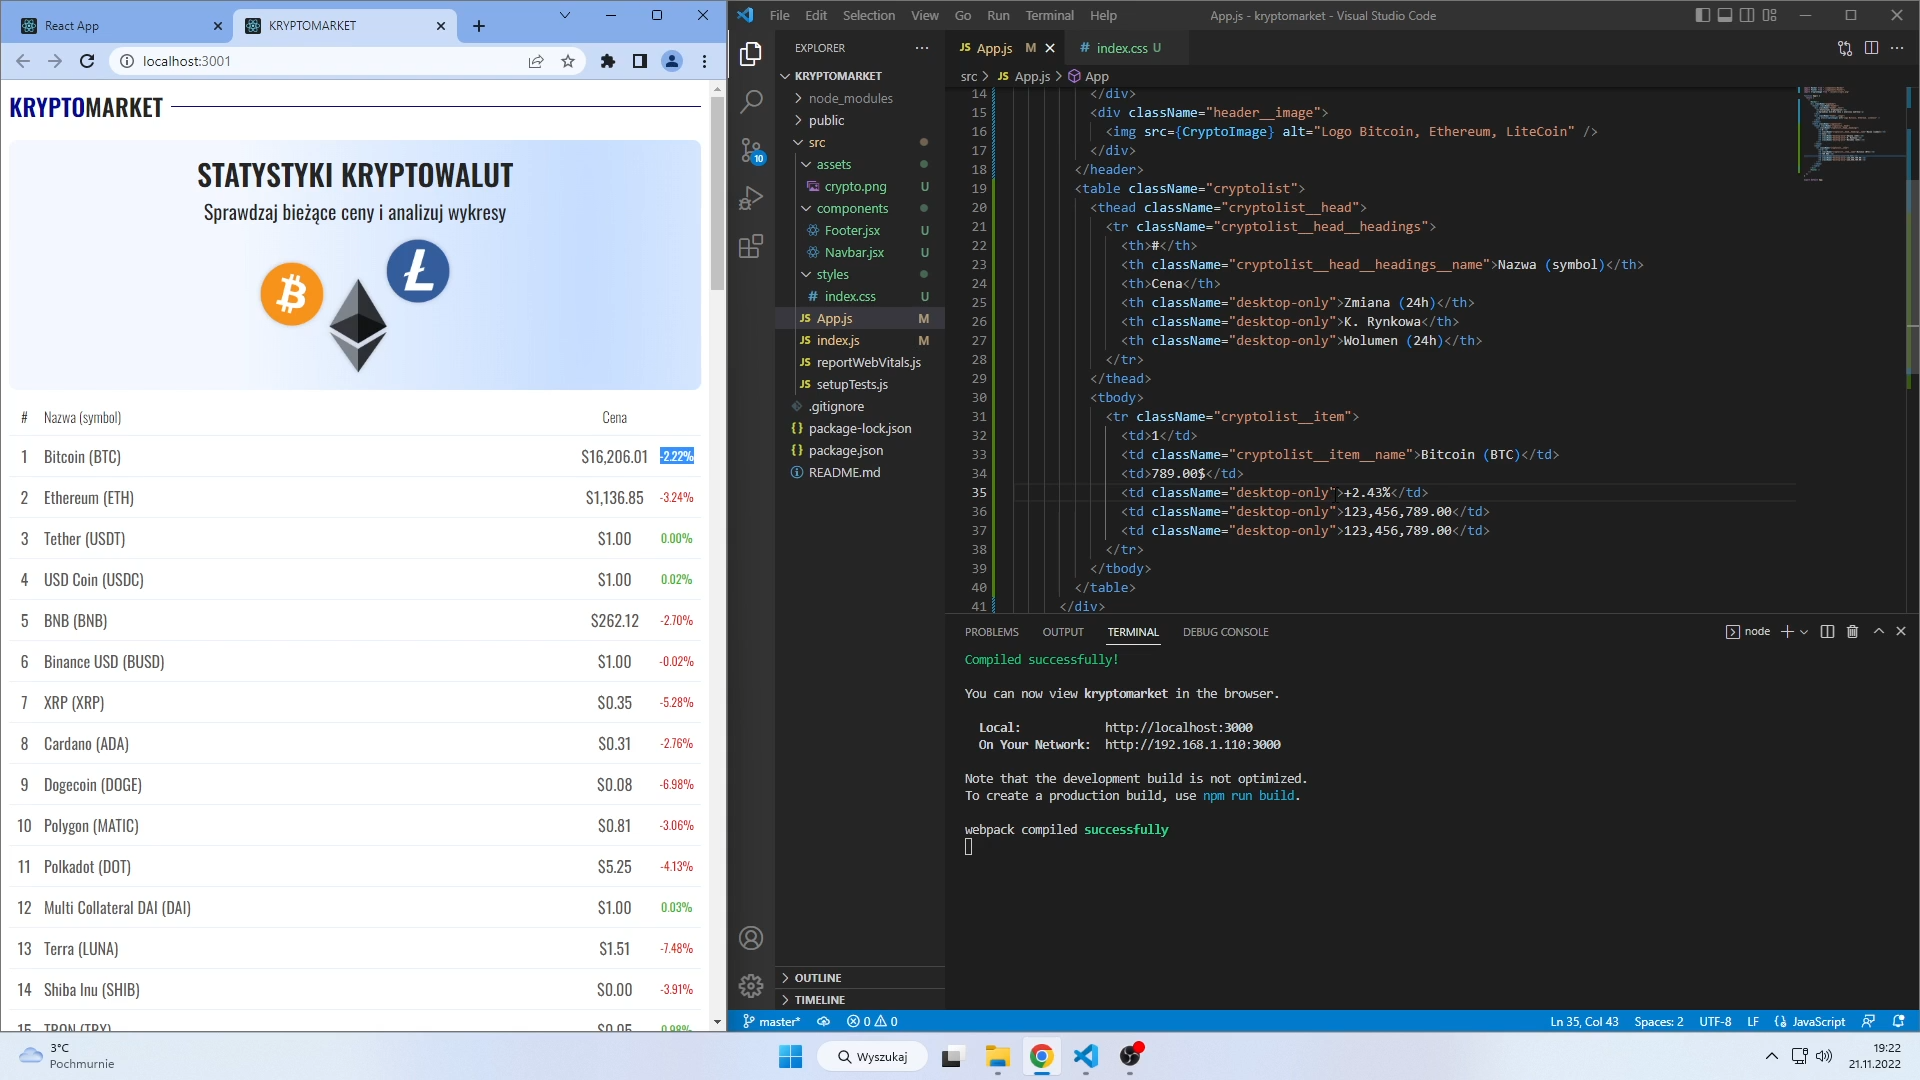 React App
KRYPTOMARKET
localhost:3001
KRYPTOMARKET
STATYSTYKI KRYPTOWALUT
Sprawdzaj bieżące ceny i analizuj wykresy
# Nazwa (symbol) Cena
1 Bitcoin (BTC) $16,206.01 -2.22%
2 Ethereum (ETH) $1,136.85 -3.24%
3 Tether (USDT) $1.00 0.00%
4 USD Coin (USDC) $1.00 0.02%
5 BNB (BNB) $262.12 -2.70%
6 Binance USD (BUSD) $1.00 -0.02%
7 XRP (XRP) $0.35 -5.28%
8 Cardano (ADA) $0.31 -2.76%
9 Dogecoin (DOGE) $0.08 -6.98%
10 Polygon (MATIC) $0.81 -3.06%
11 Polkadot (DOT) $5.25 -4.13%
12 Multi Collateral DAI (DAI) $1.00 0.03%
13 Terra (LUNA) $1.51 -7.48%
14 Shiba Inu (SHIB) $0.00 -3.91%
15 TRON (TRX) $0.05 0.98%
File Edit Selection View Go Run Terminal Help
App.js - kryptomarket - Visual Studio Code
10
EXPLORER
KRYPTOMARKET
node_modules
public
src
assets
crypto.png U
components
Footer.jsx U
Navbar.jsx U
styles
# index.css U
JS App.js M
JS index.js M
JS reportWebVitals.js
JS setupTests.js
.gitignore
{} package-lock.json
{} package.json
README.md
OUTLINE
TIMELINE
JS App.js M
# index.css U
src > JS App.js > App
14 </div>
15 <div className="header__image">
16 <img src={CryptoImage} alt="Logo Bitcoin, Ethereum, LiteCoin" />
17 </div>
18 </header>
19 <table className="cryptolist">
20 <thead className="cryptolist__head">
21 <tr className="cryptolist__head__headings">
22 <th>#</th>
23 <th className="cryptolist__head__headings__name">Nazwa (symbol)</th>
24 <th>Cena</th>
25 <th className="desktop-only">Zmiana (24h)</th>
26 <th className="desktop-only">K. Rynkowa</th>
27 <th className="desktop-only">Wolumen (24h)</th>
28 </tr>
29 </thead>
30 <tbody>
31 <tr className="cryptolist__item">
32 <td>1</td>
33 <td className="cryptolist__item__name">Bitcoin (BTC)</td>
34 <td>789.00$</td>
35 <td className="desktop-only">+2.43%</td>
36 <td className="desktop-only">123,456,789.00</td>
37 <td className="desktop-only">123,456,789.00</td>
38 </tr>
39 </tbody>
40 </table>
41 </div>
PROBLEMS OUTPUT TERMINAL DEBUG CONSOLE
node
Compiled successfully!
You can now view kryptomarket in the browser.
Local: http://localhost:3000
On Your Network: http://192.168.1.110:3000
Note that the development build is not optimized.
To create a production build, use npm run build.
webpack compiled successfully
master* 0 0
Ln 35, Col 43 Spaces: 2 UTF-8 LF {} JavaScript
3°C
Pochmurnie
Wyszukaj
19:22
21.11.2022